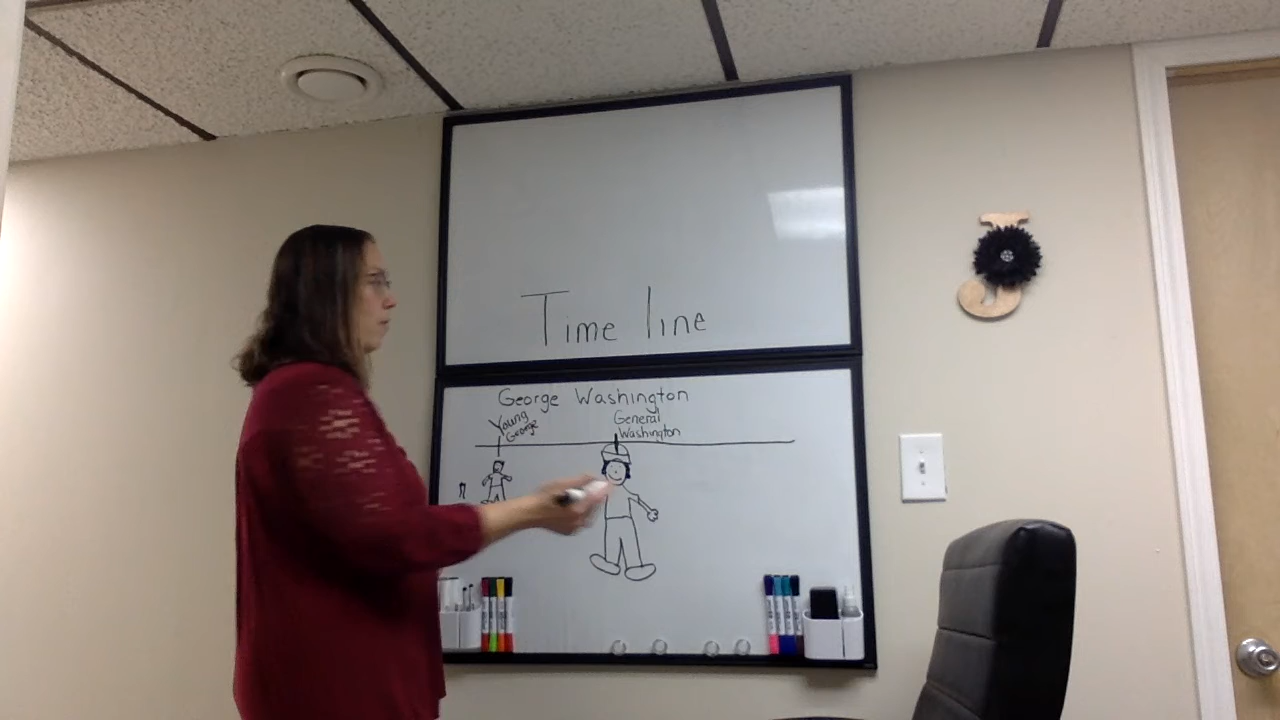 Time line
George Washington
Young
George
General
Washington
J